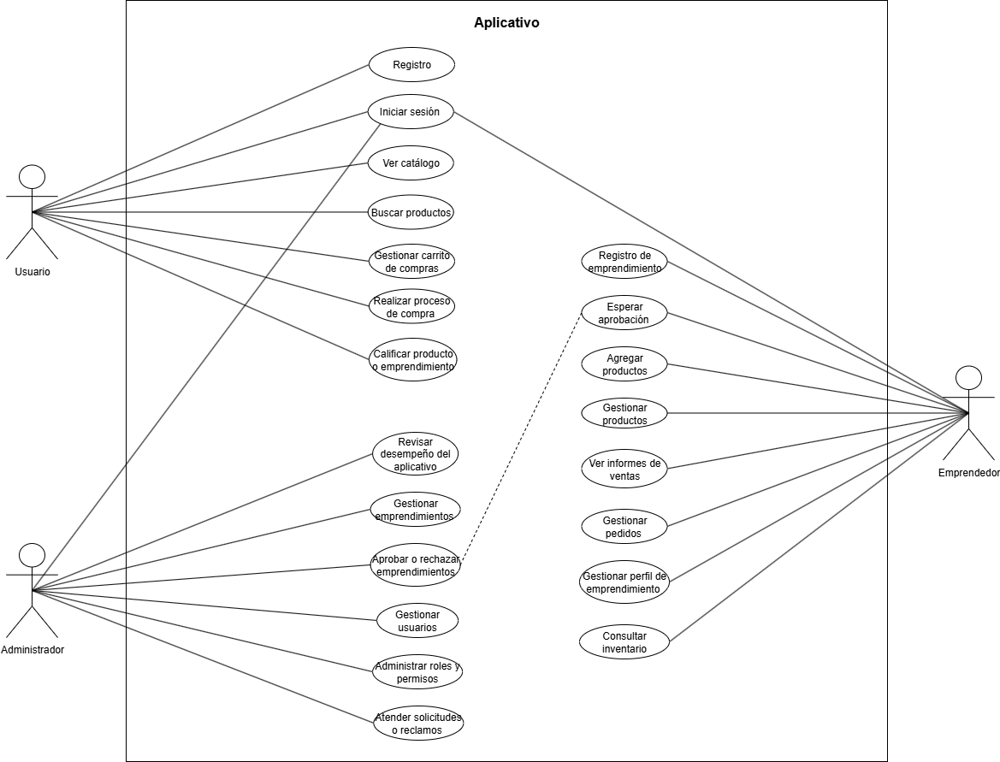 Aplicativo
Registro
Iniciar sesión
Ver catálogo
Buscar productos
Gestionar carrito
de compras
Realizar proceso
de compra
Calificar producto
o emprendimiento
Usuario
Registro de
emprendimiento
Esperar
aprobación
Agregar
productos
Gestionar
productos
Ver informes de
ventas
Gestionar
pedidos
Gestionar perfil de
emprendimiento
Consultar
inventario
Emprendedor
Revisar
desempeño del
aplicativo
Gestionar
emprendimientos
Aprobar o rechazar
emprendimientos
Gestionar
usuarios
Administrar roles y
permisos
Atender solicitudes
o reclamos
Administrador